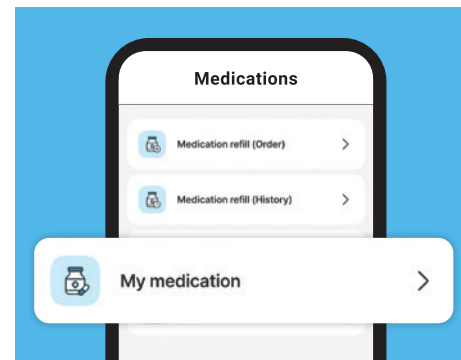 Medications
Medication refill (Order)
Medication refill (History)
My medication